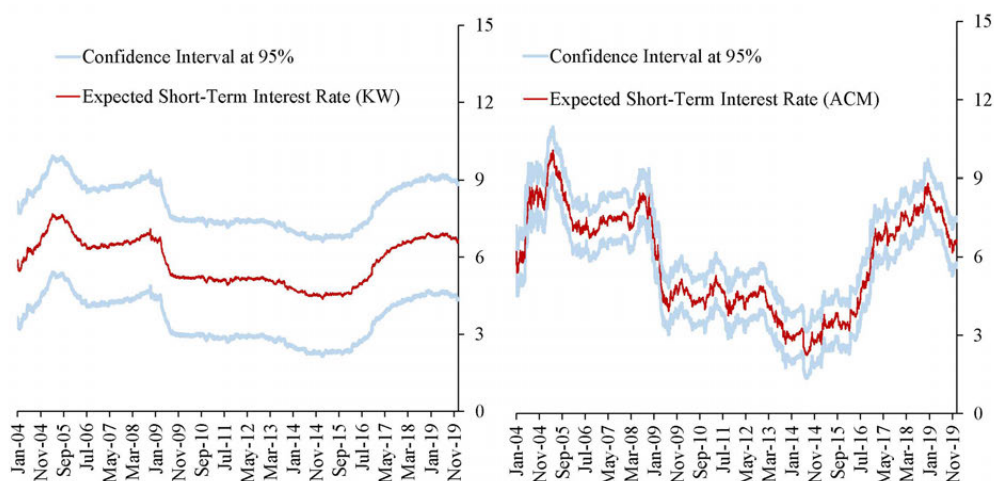 15
Confidence Interval at 95%
Expected Short-Term Interest Rate (KW)
12
9
6
3
0
Jan-04
Nov-04
Sep-05
Jul-06
May-07
Mar-08
Jan-09
Nov-09
Sep-10
Jul-11
May-12
Mar-13
Jan-14
Nov-14
Sep-15
Jul-16
May-17
Mar-18
Jan-19
Nov-19
15
Confidence Interval at 95%
Expected Short-Term Interest Rate (ACM)
12
9
6
3
0
Jan-04
Nov-04
Sep-05
Jul-06
May-07
Mar-08
Jan-09
Nov-09
Sep-10
Jul-11
May-12
Mar-13
Jan-14
Nov-14
Sep-15
Jul-16
May-17
Mar-18
Jan-19
Nov-19